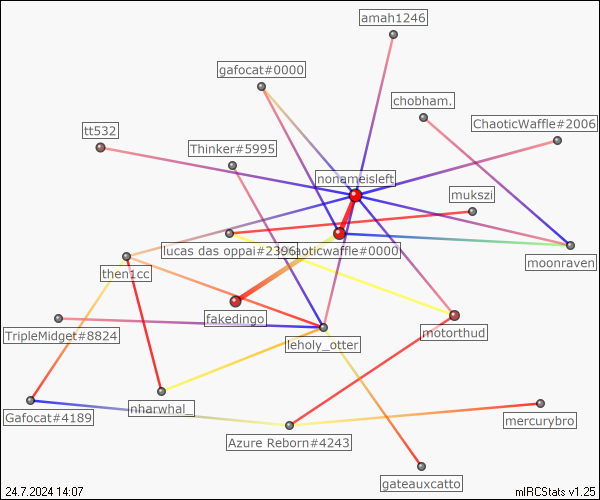 amah1246
gafocat#0000
chobham.
ChaoticWaffle#2006
tt532
Thinker#5995
nonameisleft
mukszi
lucas das oppai#2396
chaoticwaffle#0000
moonraven
then1cc
fakedingo
motorthud
TripleMidget#8824
leholy_otter
Gafocat#4189
nharwhal_
mercurybro
Azure Reborn#4243
gateauxcatto
24.7.2024 14:07
mIRCStats v1.25